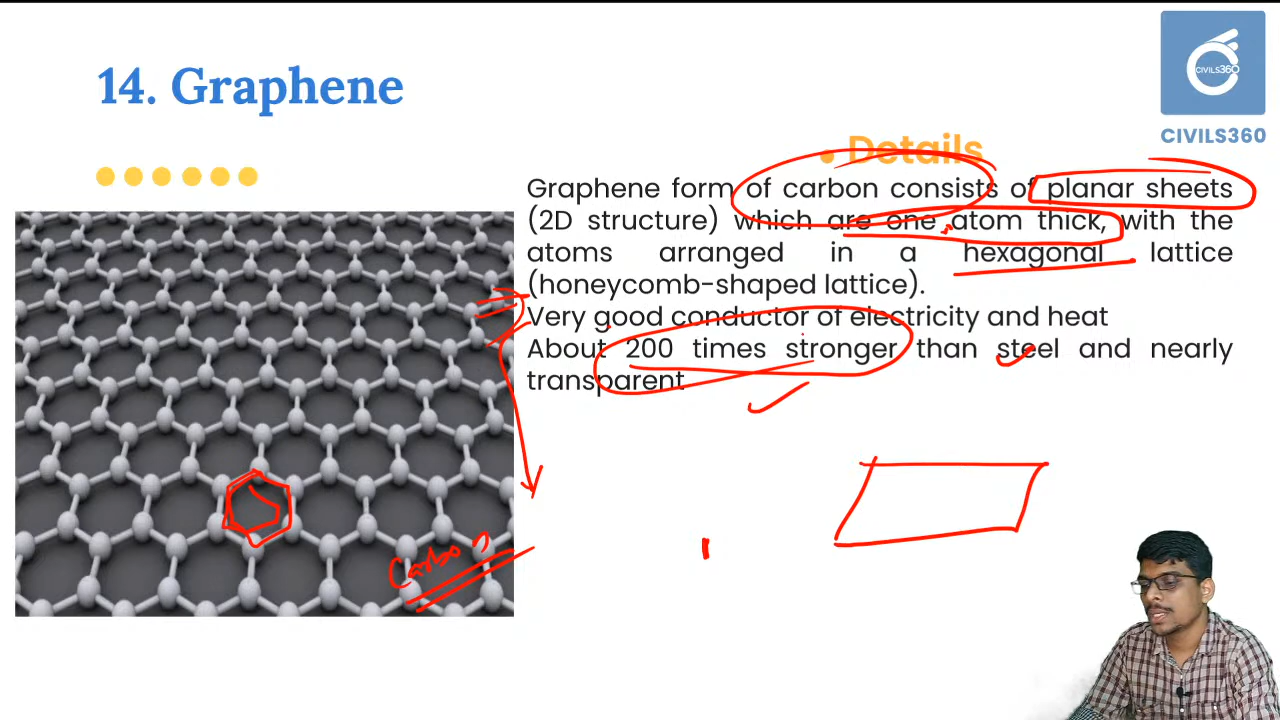 14. Graphene
CIVILS360
CIVILS360
• Details
Graphene form of carbon consists of planar sheets
(2D structure) which are one atom thick, with the
atoms arranged in a hexagonal lattice
(honeycomb-shaped lattice).
Very good conductor of electricity and heat
About 200 times stronger than steel and nearly
transparent
Carbon